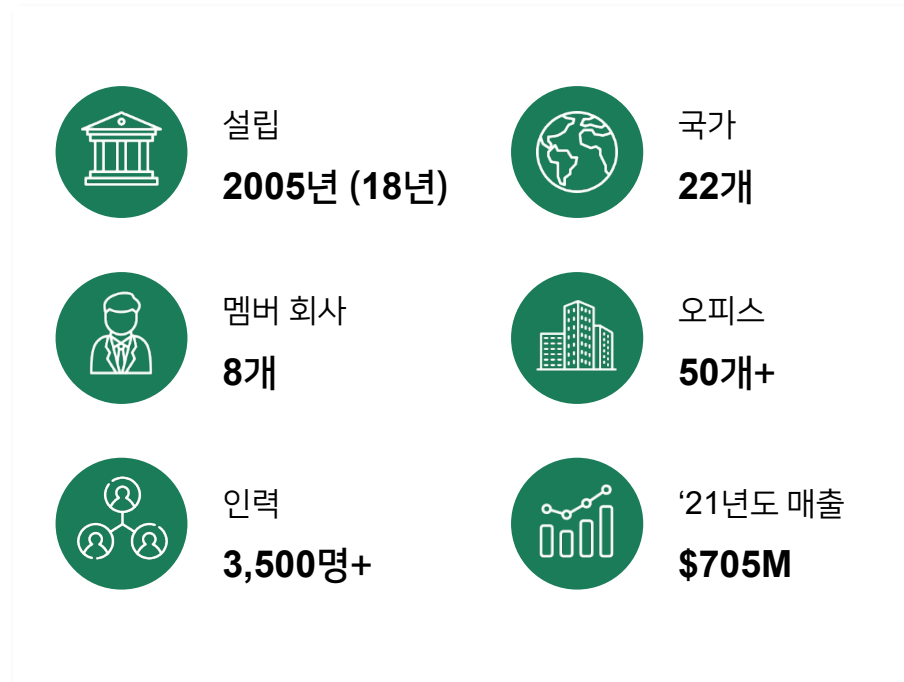 설립
2005년 (18년)
국가
22개
멤버 회사
8개
오피스
50개+
인력
3,500명+
‘21년도 매출
$705M